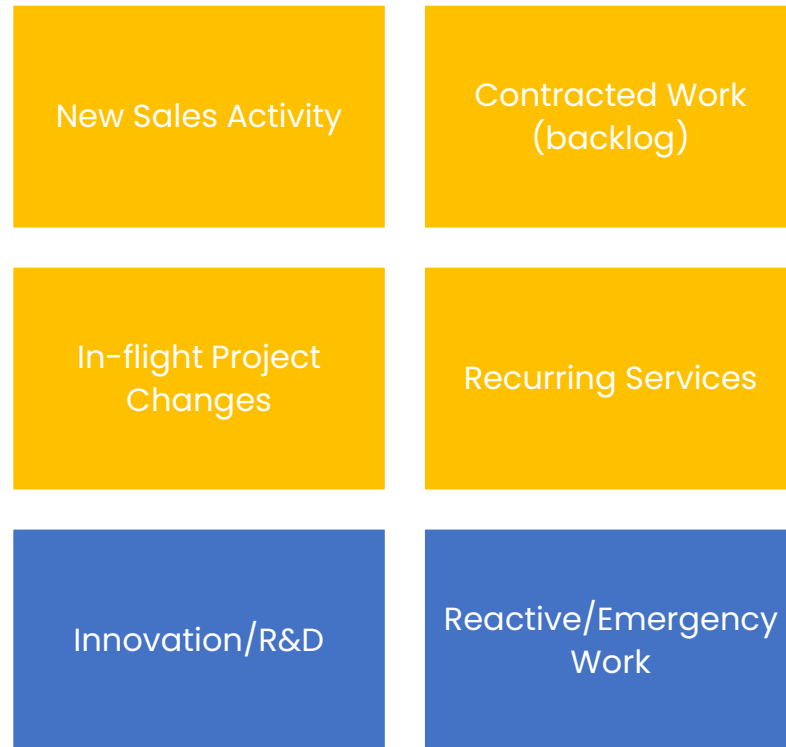 New Sales Activity
Contracted Work
(backlog)
In-flight Project
Changes
Recurring Services
Innovation/R&D
Reactive/Emergency
Work